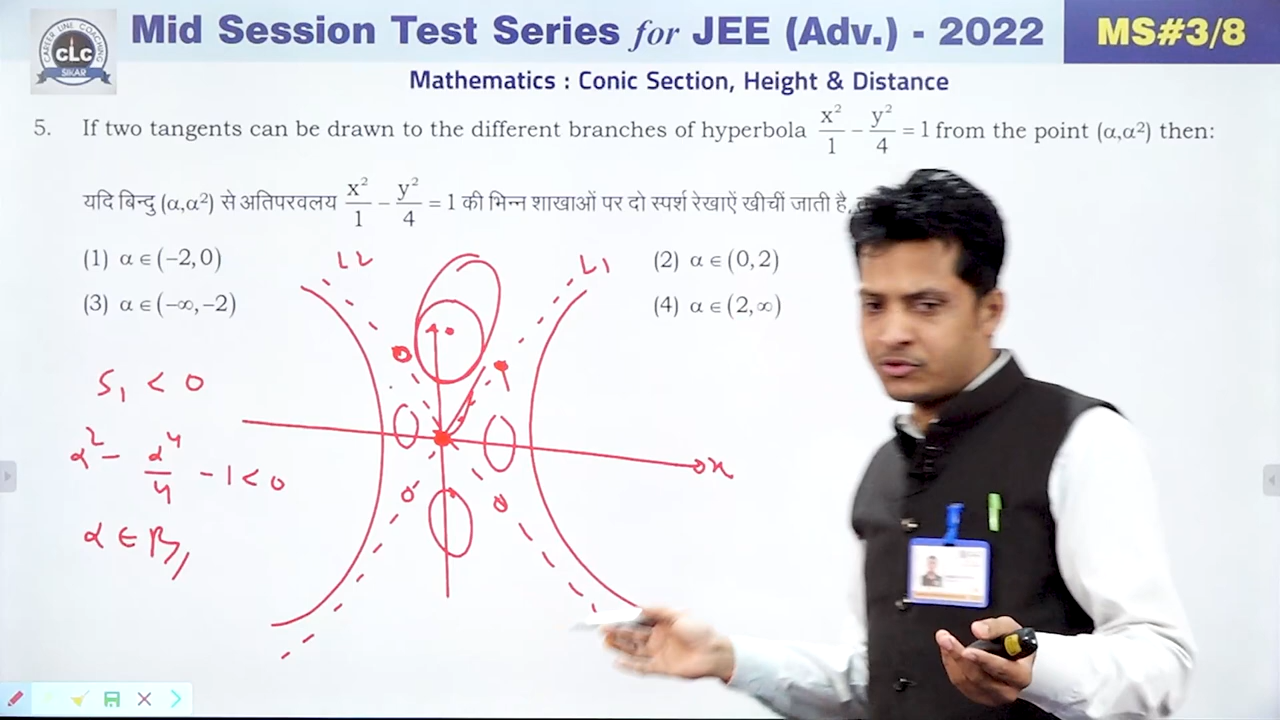 CAREER LINE COACHING
CLC
SIKAR
Mid Session Test Series for JEE (Adv.) - 2022
MS#3/8
Mathematics : Conic Section, Height & Distance
5. If two tangents can be drawn to the different branches of hyperbola x²/1 − y²/4 = 1 from the point (α,α²) then:
यदि बिन्दु (α,α²) से अतिपरवलय x²/1 − y²/4 = 1 की भिन्न शाखाओं पर दो स्पर्श रेखाऐं खीचीं जाती है,
(1) α ∈ (−2,0)
(2) α ∈ (0,2)
(3) α ∈ (−∞,−2)
(4) α ∈ (2,∞)
L2
L1
S₁ < 0
α² − α⁴/4 − 1 < 0
α ∈ R,
x